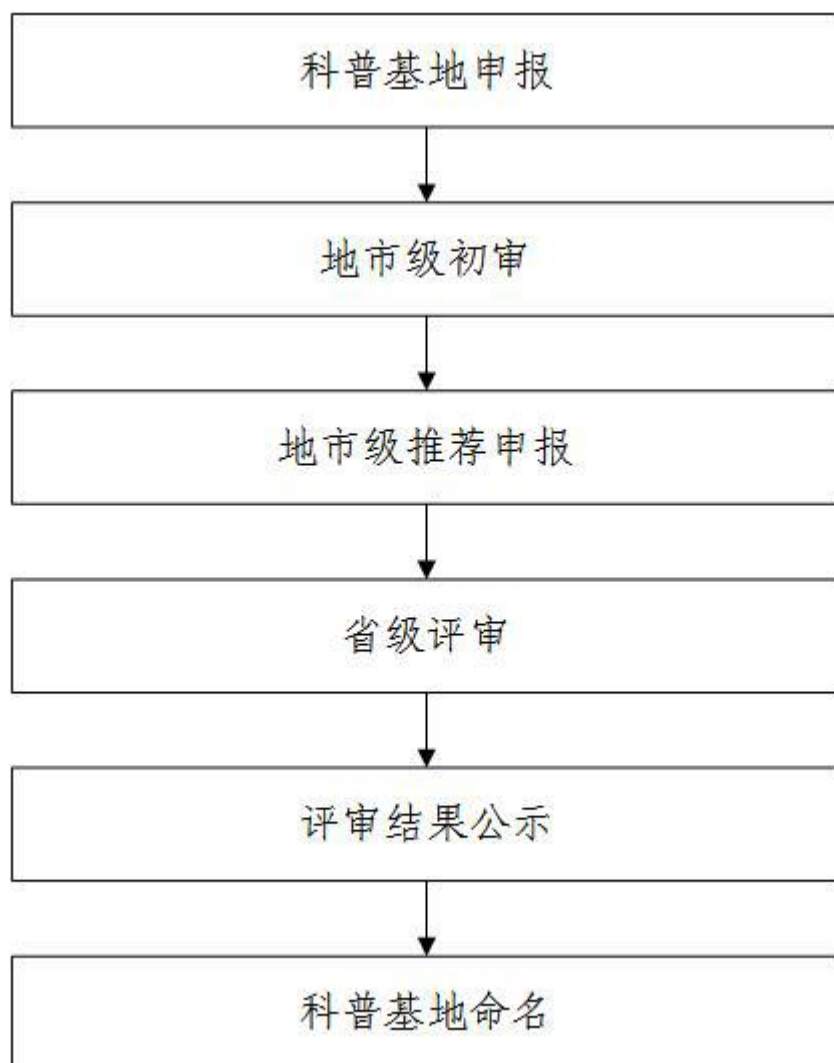 科普基地申报
地市级初审
地市级推荐申报
省级评审
评审结果公示
科普基地命名